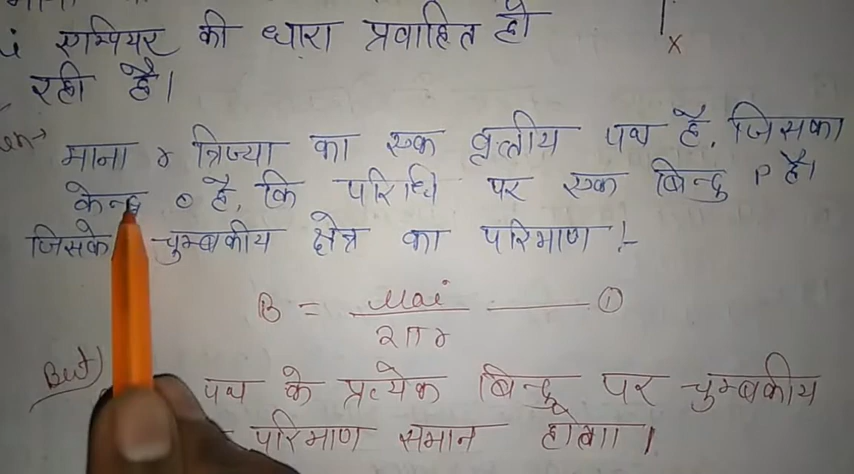 i एम्पियर की धारा प्रवाहित हो
x
रही है।
माना r त्रिज्या का एक वृत्तीय पथ है, जिसका
केन्द्र o है, कि परिधि पर एक बिन्दु P है।
जिसके चुम्बकीय क्षेत्र का परिमाण :-
B = μ0i / 2πr ——— ①
But पथ के प्रत्येक बिन्दु पर चुम्बकीय
परिमाण समान होगा।